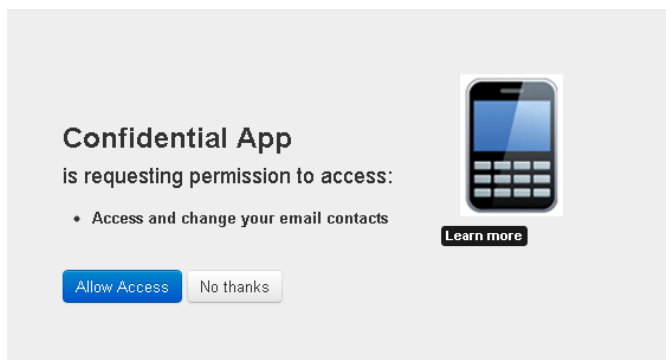 Confidential App
is requesting permission to access:
Access and change your email contacts
Learn more
Allow Access
No thanks